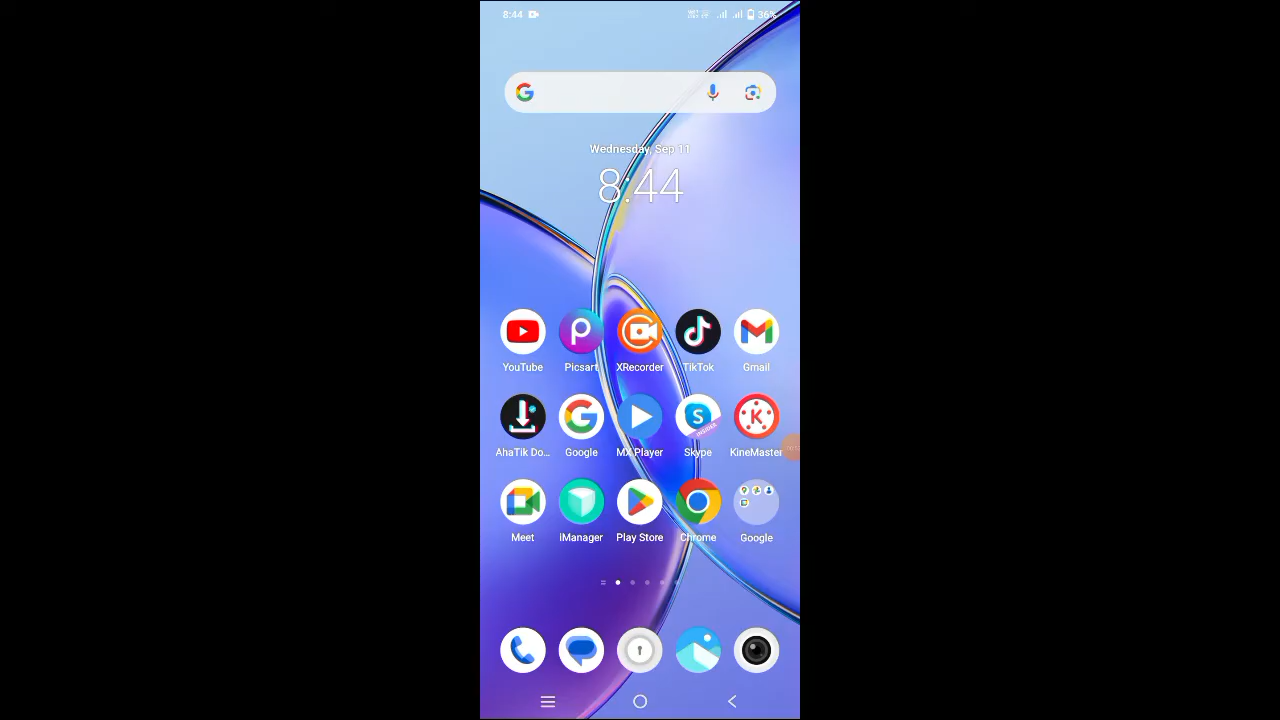 8:44 36%
Wednesday, Sep 11
8:44
YouTube Picsart XRecorder TikTok Gmail
AhaTik Do... Google MX Player Skype KineMaster
Meet iManager Play Store Chrome Google